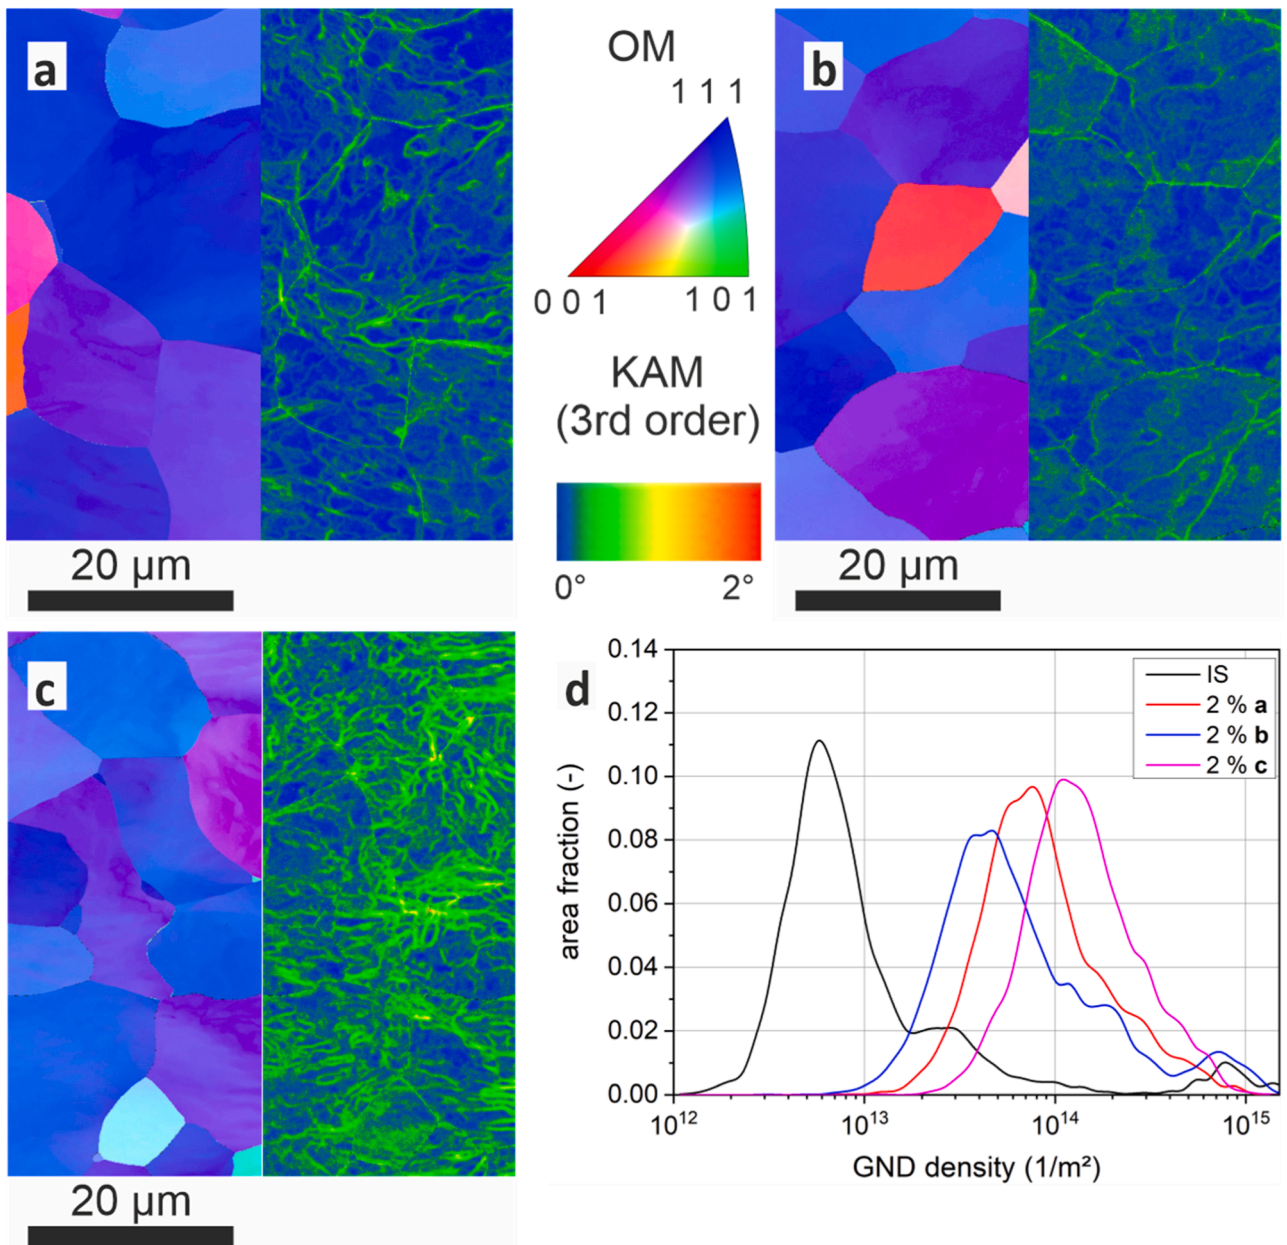 a
OM
1 1 1
0 0 1
1 0 1
KAM
(3rd order)
0°
2°
20 µm
b
20 µm
c
20 µm
d
IS
2 % a
2 % b
2 % c
area fraction (-)
0.14
0.12
0.10
0.08
0.06
0.04
0.02
0.00
10¹²
10¹³
10¹⁴
10¹⁵
GND density (1/m²)